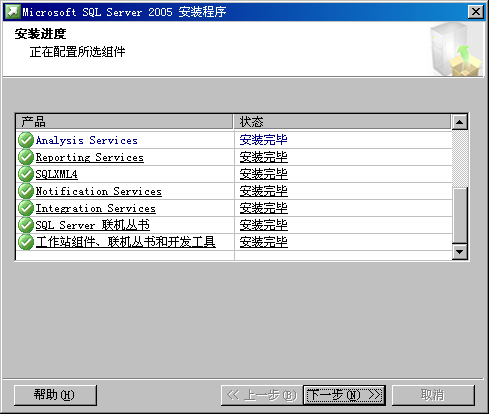 Microsoft SQL Server 2005 安装程序
安装进度
正在配置所选组件
产品 状态
Analysis Services 安装完毕
Reporting Services 安装完毕
SQLXML4 安装完毕
Notification Services 安装完毕
Integration Services 安装完毕
SQL Server 联机丛书 安装完毕
工作站组件、联机丛书和开发工具 安装完毕
帮助(H) << 上一步(B) 下一步(N) >> 取消